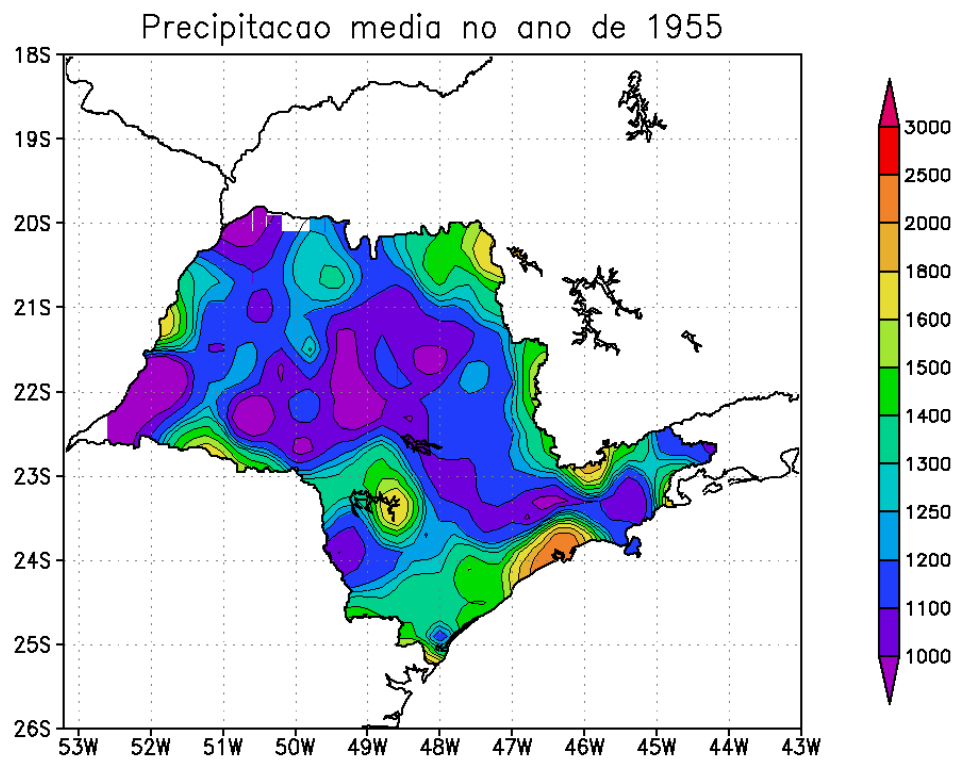 Precipitacao media no ano de 1955
18S
19S
20S
21S
22S
23S
24S
25S
26S
53W 52W 51W 50W 49W 48W 47W 46W 45W 44W 43W
3000
2500
2000
1800
1600
1500
1400
1300
1250
1200
1100
1000